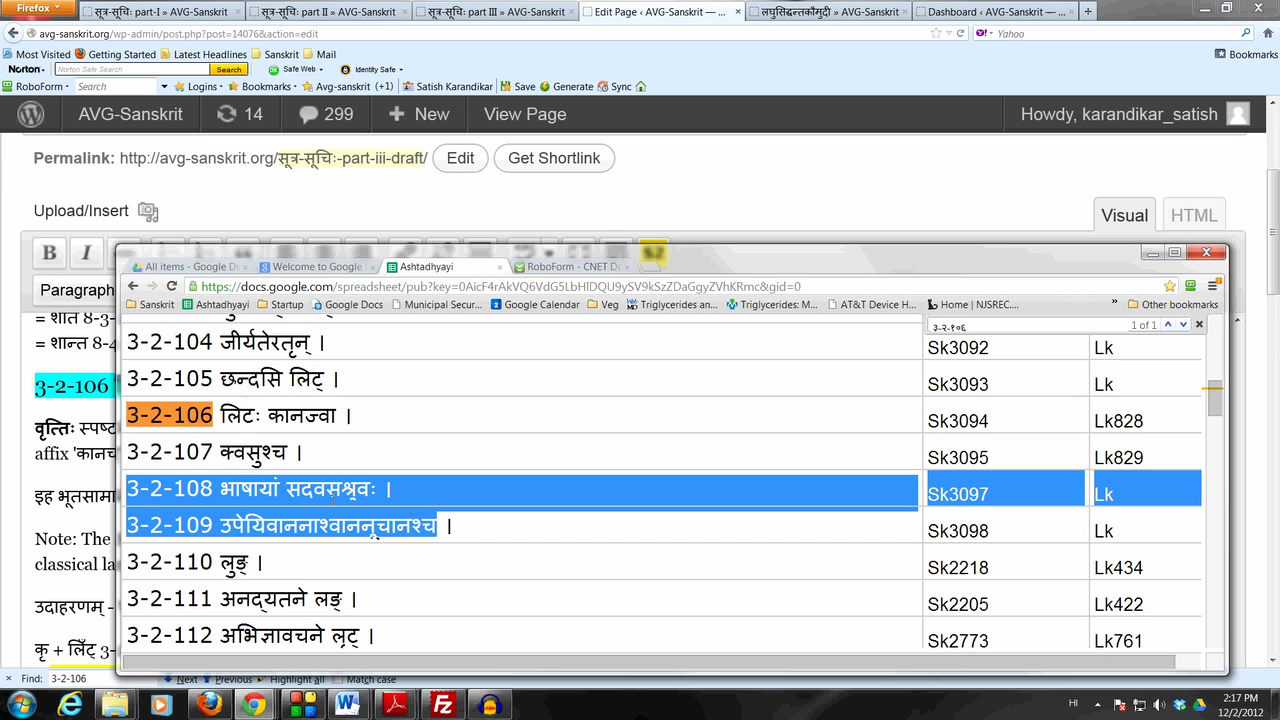 Firefox
सूत्र-सूचिः part-I » AVG-Sanskrit
सूत्र-सूचिः part II » AVG-Sanskrit
सूत्र-सूचिः part III » AVG-Sanskrit
Edit Page ‹ AVG-Sanskrit — ...
लघुसिद्धान्तकौमुदी » AVG-Sanskrit
Dashboard ‹ AVG-Sanskrit — ...
avg-sanskrit.org/wp-admin/post.php?post=14076&action=edit
Yahoo
Most Visited Getting Started Latest Headlines Sanskrit Mail Bookmarks
Norton Norton Safe Search Search Safe Web Identity Safe
RoboForm Search Logins Bookmarks Avg-sanskrit (+1) Satish Karandikar Save Generate Sync
AVG-Sanskrit 14 299 New View Page Howdy, karandikar_satish
Permalink: http://avg-sanskrit.org/सूत्र-सूचिः-part-iii-draft/ Edit Get Shortlink
Upload/Insert Visual HTML
B I
Paragraph
All items - Google D Welcome to Google Ashtadhyayi RoboForm - CNET D
https://docs.google.com/spreadsheet/pub?key=0AicF4rAkVV6VdG5LbHlDQU9ySV9kSzZDaGgyZVhKRmc&gid=0
Sanskrit Ashtadhyayi Startup Google Docs Municipal Secur... Google Calendar Veg Triglycerides an... Triglycerides: M... AT&T Device H... Home | NJSREC... » Other bookmarks
३-२-१०६ 1 of 1
= शात 8-3-
= शान्त 8-4
3-2-104 जीर्यतेरतृन् । Sk3092 Lk
3-2-105 छन्दसि लिट् । Sk3093 Lk
3-2-106
3-2-106 लिटः कानज्वा । Sk3094 Lk828
वृत्तिः स्पष्ट
affix 'कानच
3-2-107 क्वसुश्च । Sk3095 Lk829
3-2-108 भाषायां सदवसश्रुवः । Sk3097 Lk
इह भूतसामा
3-2-109 उपेयिवाननाश्वाननूचानश्च । Sk3098 Lk
Note: The
classical la
3-2-110 लुङ् । Sk2218 Lk434
3-2-111 अनद्यतने लङ् । Sk2205 Lk422
उदाहरणम् -
3-2-112 अभिज्ञावचने लृट् । Sk2773 Lk761
कृ + लिँट् 3-
× Find: 3-2-106 Next Previous Highlight all Match case
HI 2:17 PM
12/2/2012